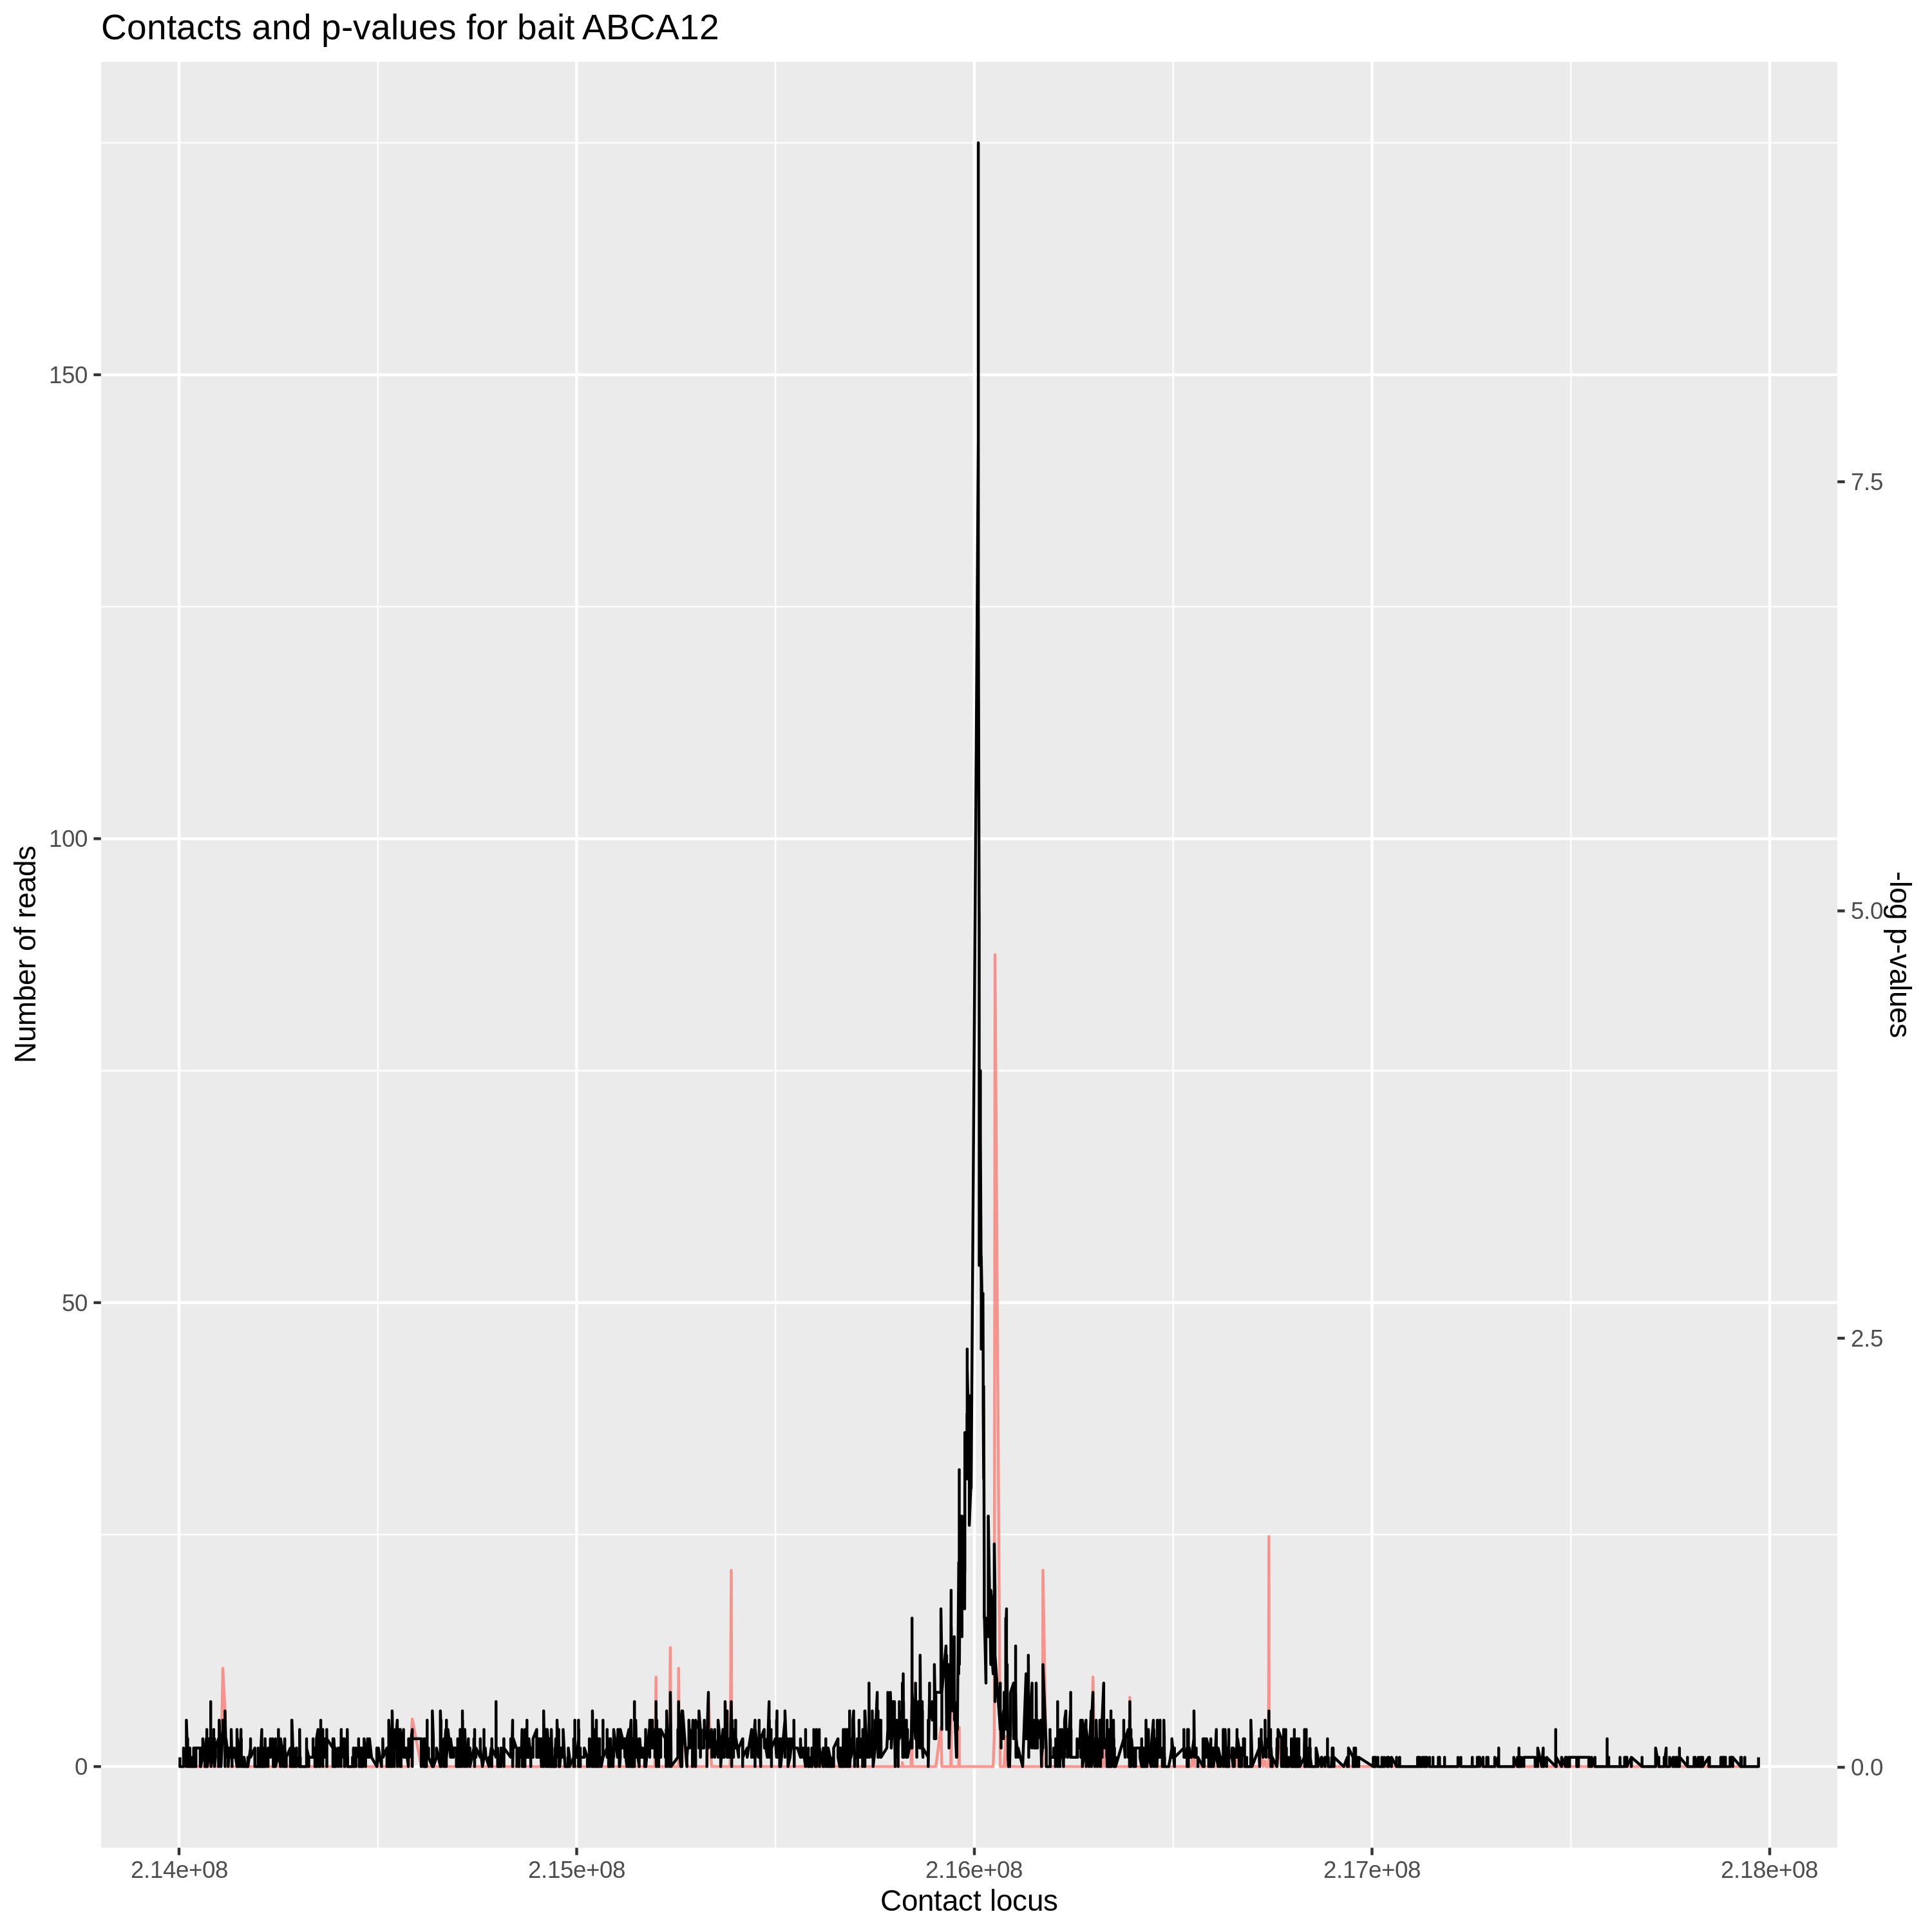 Contacts and p-values for bait ABCA12
150
100
50
0
7.5
5.0
2.5
0.0
Number of reads
-log p-values
2.14e+08
2.15e+08
2.16e+08
2.17e+08
2.18e+08
Contact locus